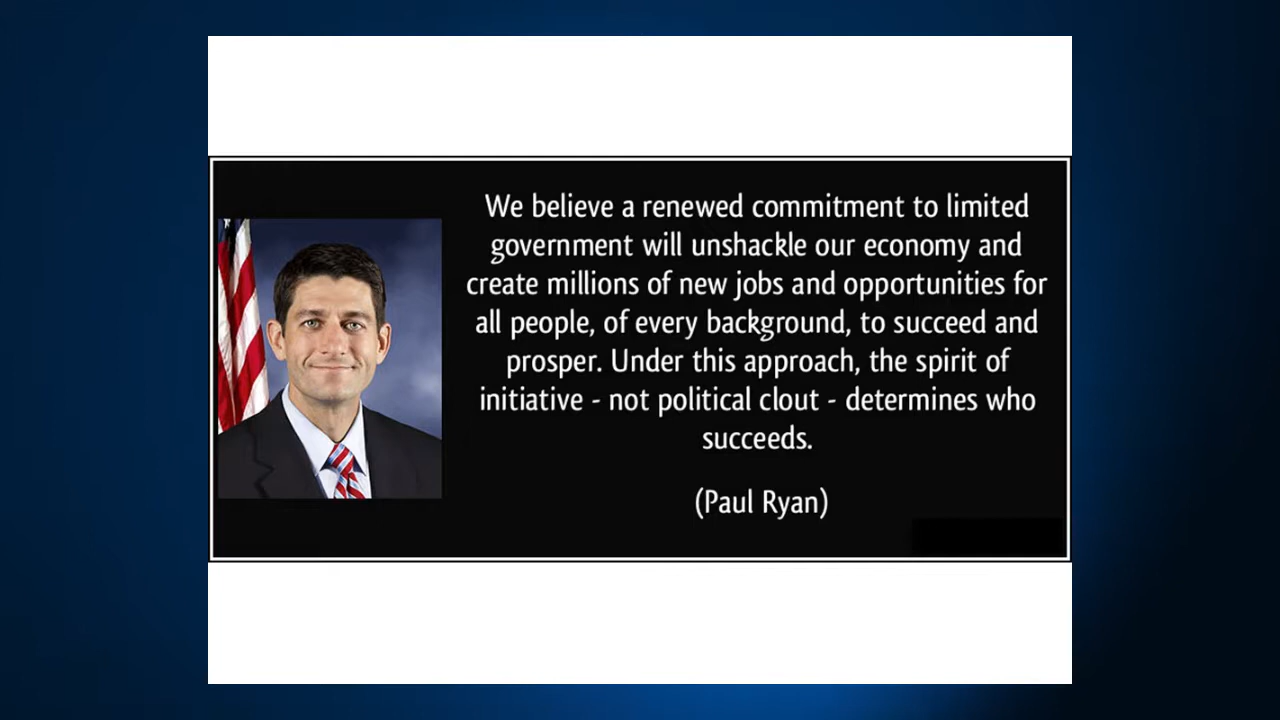 We believe a renewed commitment to limited
government will unshackle our economy and
create millions of new jobs and opportunities for
all people, of every background, to succeed and
prosper. Under this approach, the spirit of
initiative - not political clout - determines who
succeeds.
(Paul Ryan)